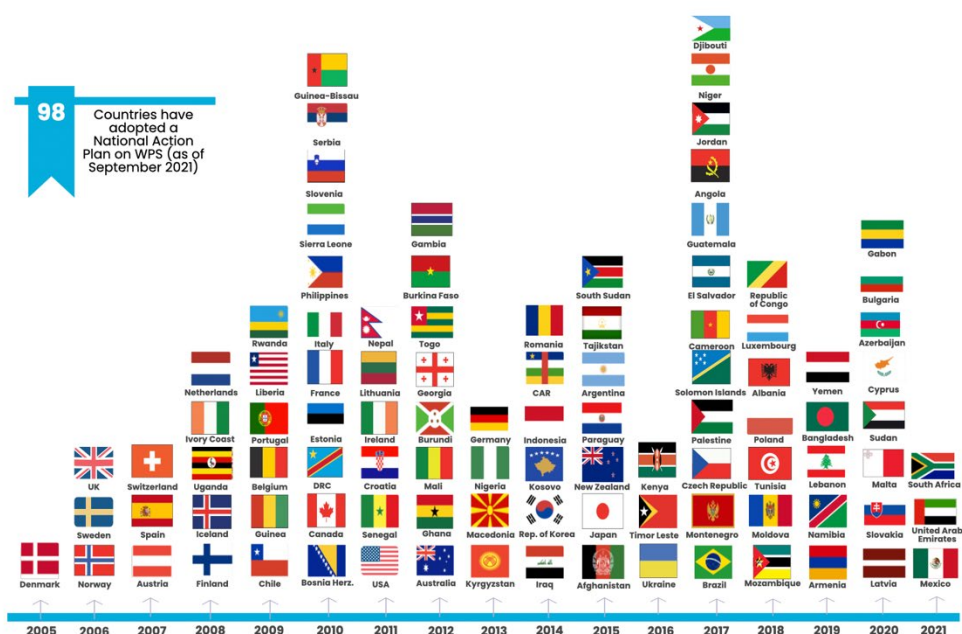 98
Countries have
adopted a
National Action
Plan on WPS (as of
September 2021)
Djibouti
Niger
Guinea-Bissau
Jordan
Serbia
Angola
Slovenia
Guatemala
Sierra Leone
Gambia
Gabon
El Salvador
Philippines
Burkina Faso
South Sudan
Republic
of Congo
Bulgaria
Rwanda
Italy
Nepal
Togo
Romania
Tajikstan
Cameroon
Luxembourg
Azerbaijan
Netherlands
Liberia
France
Lithuania
Georgia
CAR
Argentina
Solomon Islands
Albania
Yemen
Cyprus
Ivory Coast
Portugal
Estonia
Ireland
Burundi
Germany
Indonesia
Paraguay
Palestine
Poland
Bangladesh
Sudan
UK
Switzerland
Uganda
Belgium
DRC
Croatia
Mali
Nigeria
Kosovo
New Zealand
Kenya
Czech Republic
Tunisia
Lebanon
Malta
South Africa
Sweden
Spain
Iceland
Guinea
Canada
Senegal
Ghana
Macedonia
Rep. of Korea
Japan
Timor Leste
Montenegro
Moldova
Namibia
Slovakia
United Arab
Emirates
Denmark
Norway
Austria
Finland
Chile
Bosnia Herz.
USA
Australia
Kyrgyzstan
Iraq
Afghanistan
Ukraine
Brazil
Mozambique
Armenia
Latvia
Mexico
2005 2006 2007 2008 2009 2010 2011 2012 2013 2014 2015 2016 2017 2018 2019 2020 2021